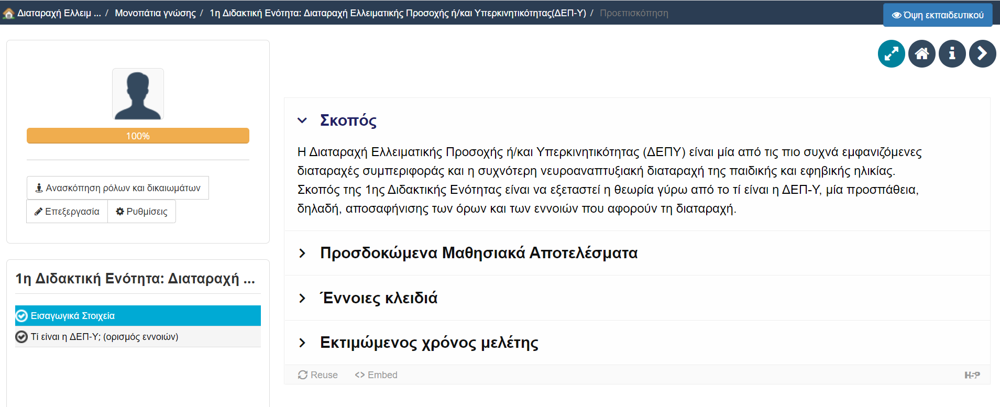 Διαταραχή Ελλειμ ... / Μονοπάτια γνώσης / 1η Διδακτική Ενότητα: Διαταραχή Ελλειματικής Προσοχής ή/και Υπερκινητικότητας(ΔΕΠ-Υ) / Προεπισκόπηση
Όψη εκπαιδευτικού
100%
Ανασκόπηση ρόλων και δικαιωμάτων
Επεξεργασία
Ρυθμίσεις
1η Διδακτική Ενότητα: Διαταραχή ...
Εισαγωγικά Στοιχεία
Τί είναι η ΔΕΠ-Υ; (ορισμός εννοιών)
Σκοπός
Η Διαταραχή Ελλειματικής Προσοχής ή/και Υπερκινητικότητας (ΔΕΠΥ) είναι μία από τις πιο συχνά εμφανιζόμενες
διαταραχές συμπεριφοράς και η συχνότερη νευροαναπτυξιακή διαταραχή της παιδικής και εφηβικής ηλικίας.
Σκοπός της 1ης Διδακτικής Ενότητας είναι να εξεταστεί η θεωρία γύρω από το τί είναι η ΔΕΠ-Υ, μία προσπάθεια,
δηλαδή, αποσαφήνισης των όρων και των εννοιών που αφορούν τη διαταραχή.
Προσδοκώμενα Μαθησιακά Αποτελέσματα
Έννοιες κλειδιά
Εκτιμώμενος χρόνος μελέτης
Reuse
<> Embed
H5P